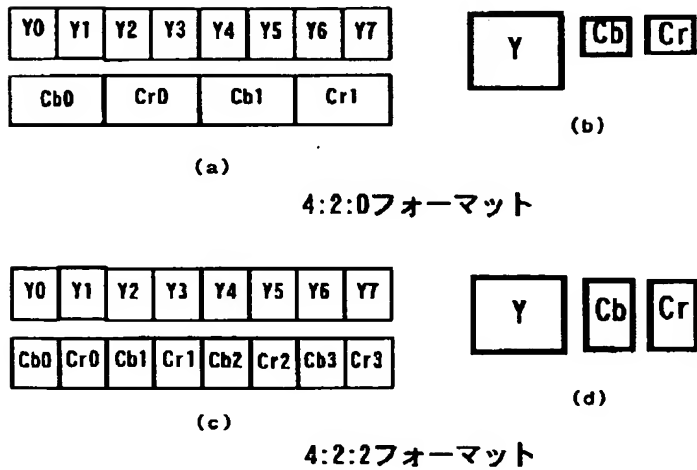 Y0 Y1 Y2 Y3 Y4 Y5 Y6 Y7
Cb0 Cr0 Cb1 Cr1
(a)
Y Cb Cr
(b)
4:2:0フォーマット
Y0 Y1 Y2 Y3 Y4 Y5 Y6 Y7
Cb0 Cr0 Cb1 Cr1 Cb2 Cr2 Cb3 Cr3
(c)
Y Cb Cr
(d)
4:2:2フォーマット